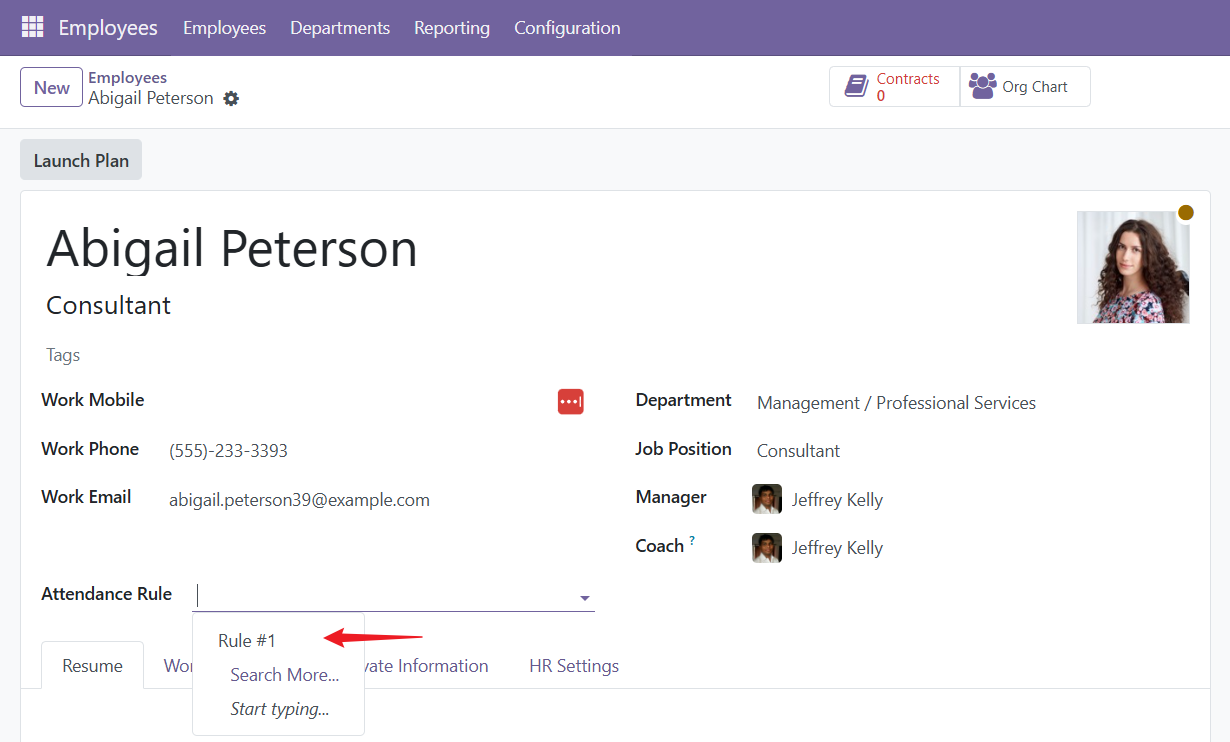 Employees Employees Departments Reporting Configuration
New
Employees
Abigail Peterson
Contracts
0
Org Chart
Launch Plan
Abigail Peterson
Consultant
Tags
Work Mobile
Department Management / Professional Services
Work Phone (555)-233-3393
Job Position Consultant
Work Email abigail.peterson39@example.com
Manager Jeffrey Kelly
Coach ? Jeffrey Kelly
Attendance Rule
Rule #1
Search More...
Start typing...
Resume Wor vate Information HR Settings